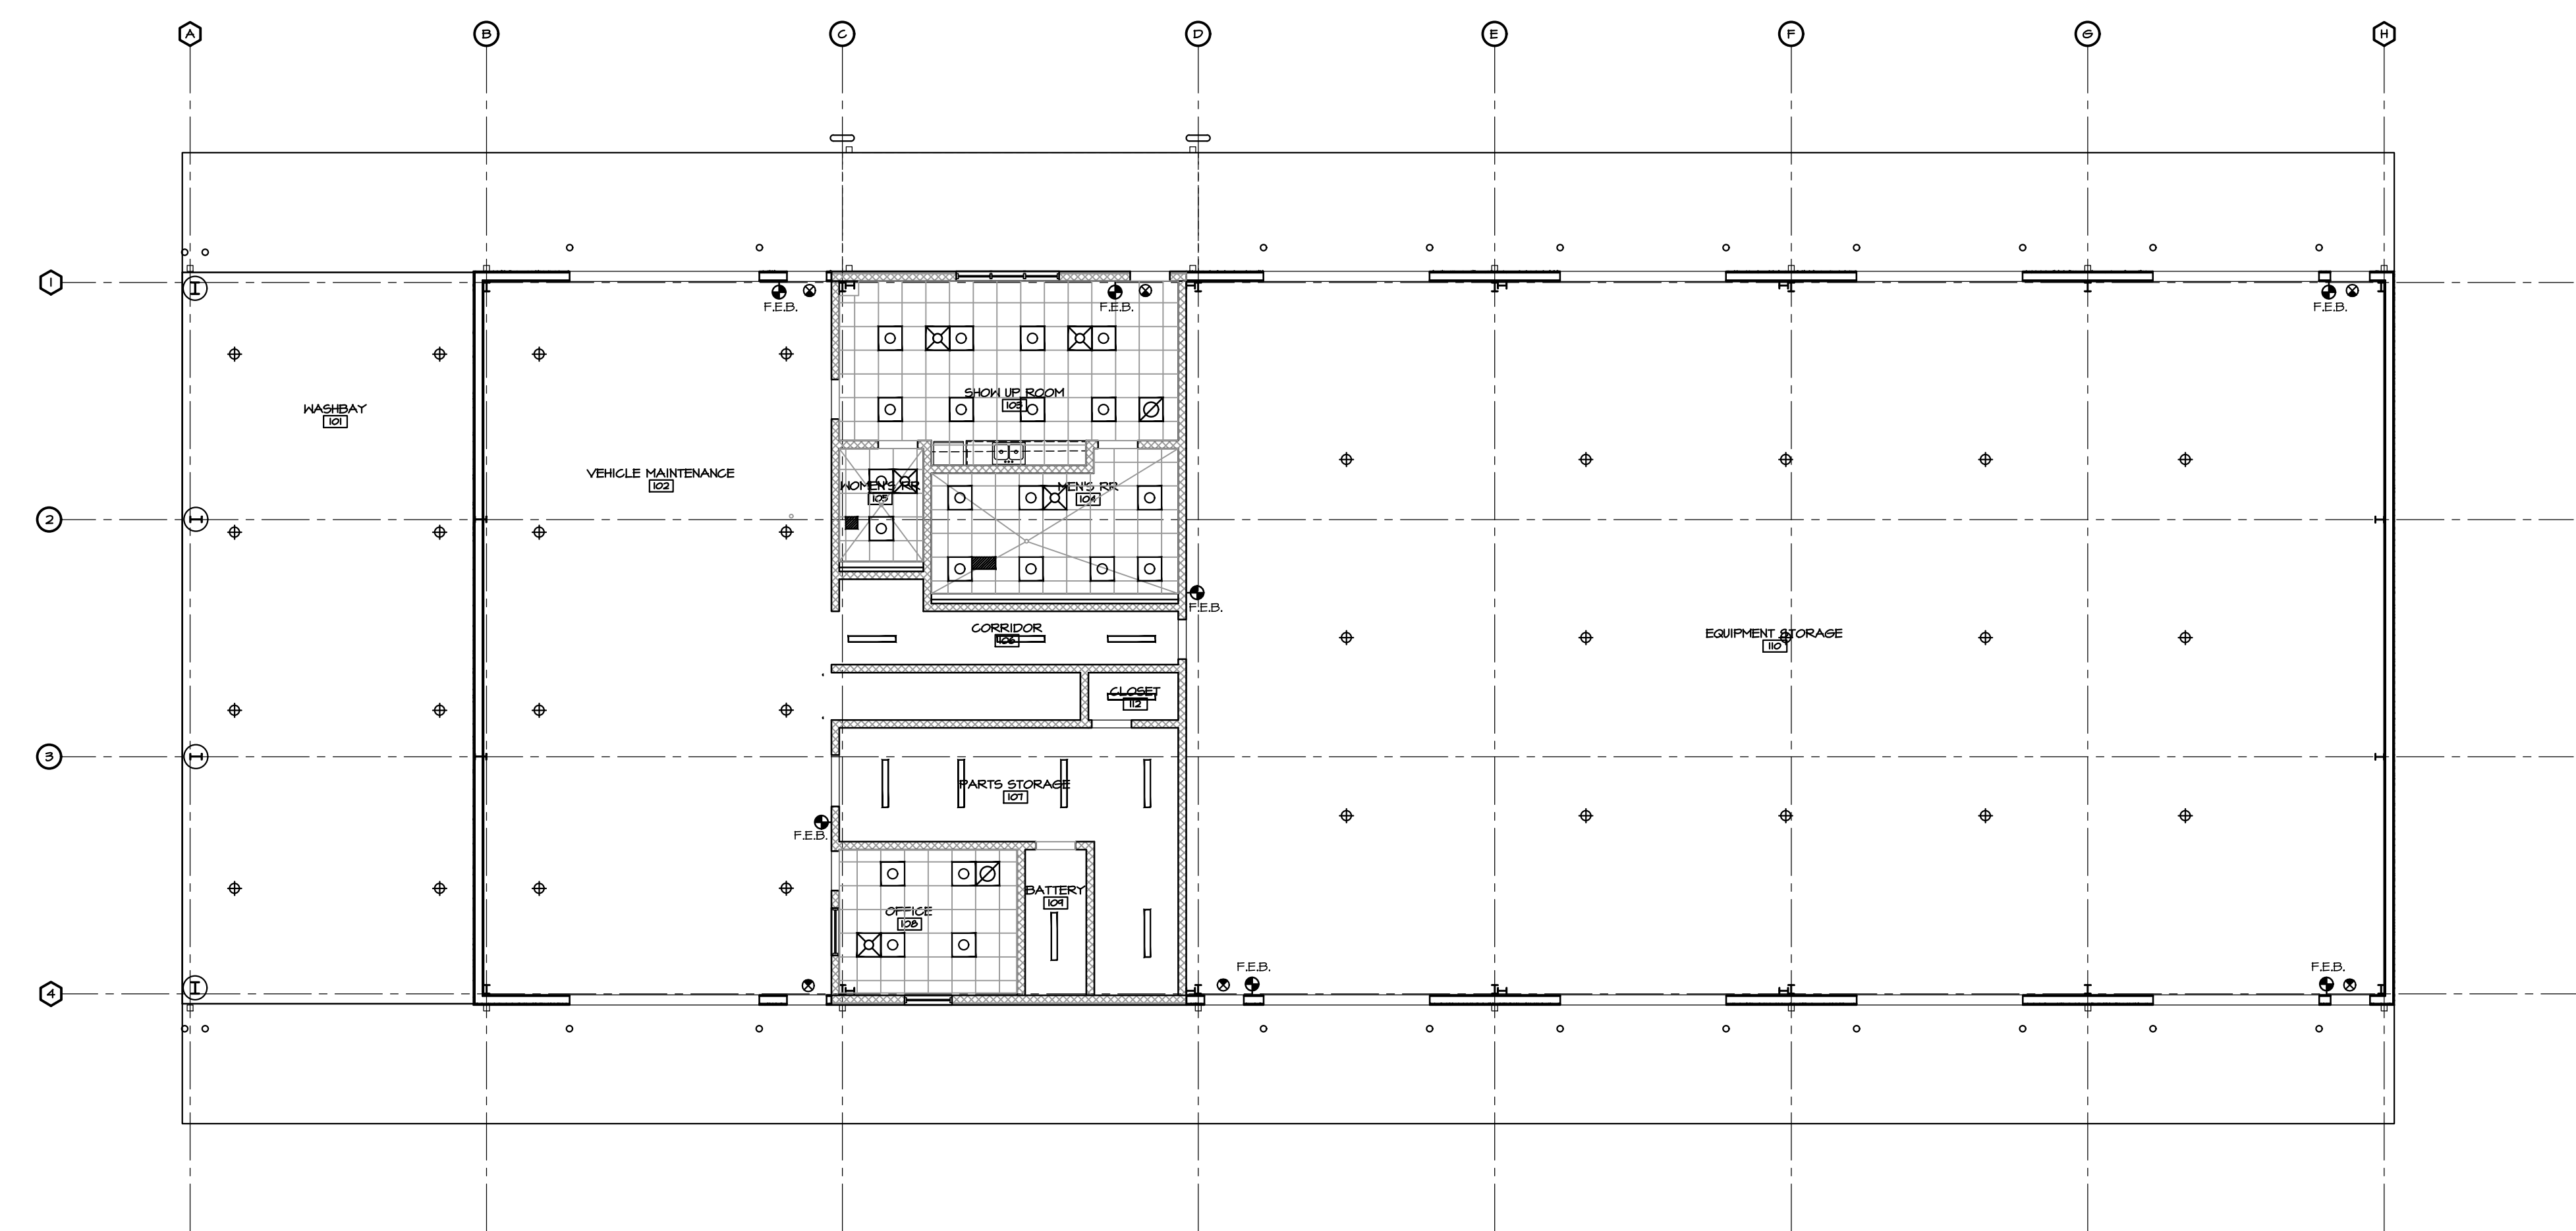 A B C D E F G H
1
F.E.B. F.E.B. F.E.B.
SHOW UP ROOM
103
WASHBAY
101
VEHICLE MAINTENANCE
102
WOMEN'S RR
105
MEN'S RR
104
2
F.E.B.
CORRIDOR
106
EQUIPMENT STORAGE
110
CLOSET
112
3
PARTS STORAGE
107
F.E.B.
BATTERY
109
OFFICE
108
F.E.B. F.E.B.
4